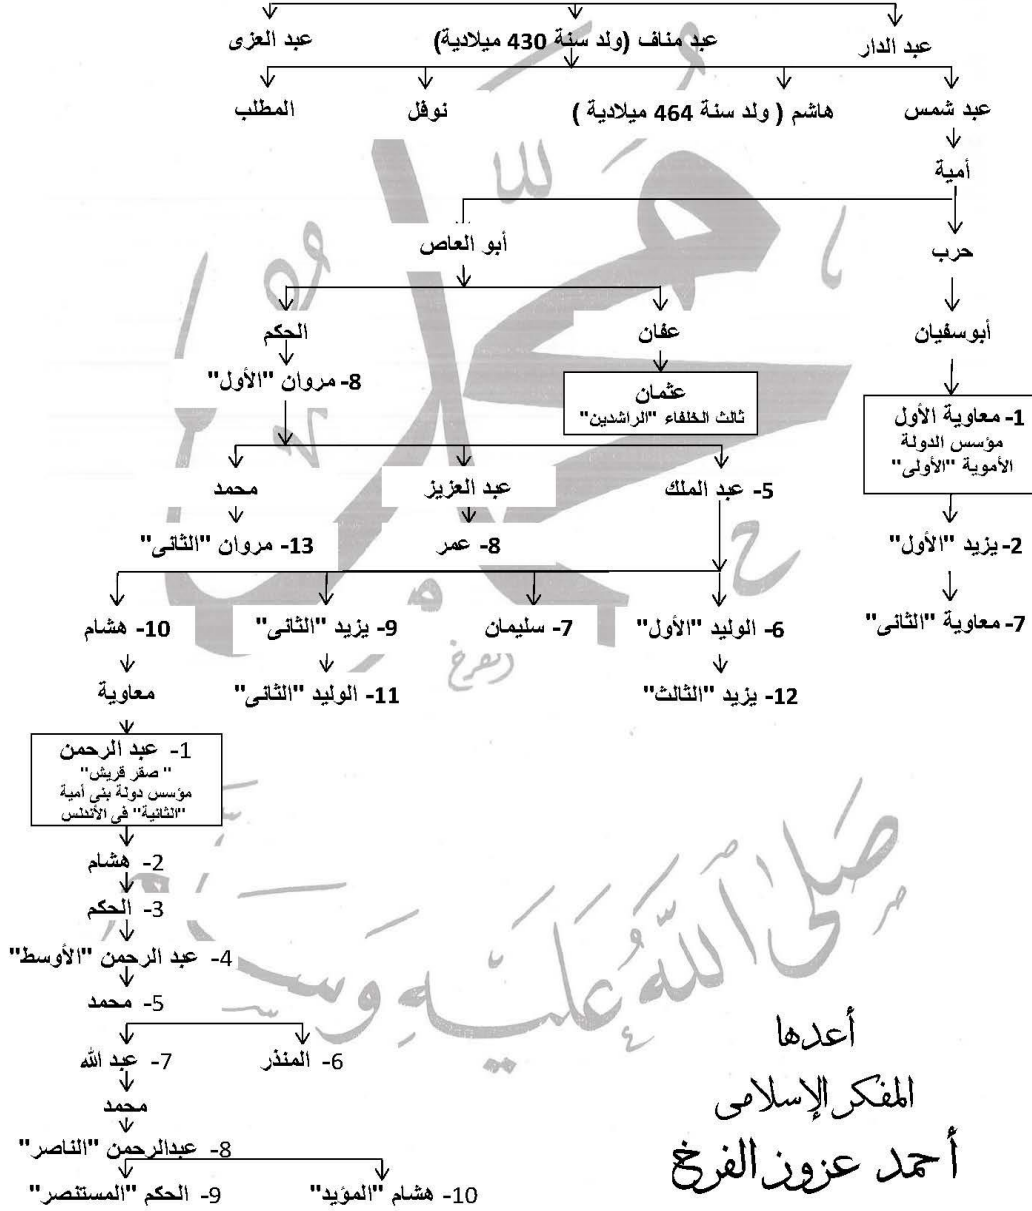 عبد الدار
عبد مناف (ولد سنة 430 ميلادية)
عبد العزى
عبد شمس
هاشم ( ولد سنة 464 ميلادية )
نوفل
المطلب
أمية
حرب
أبو العاص
أبوسفيان
عفان
الحكم
1- معاوية الأول
مؤسس الدولة
الأموية "الأولى"
عثمان
ثالث الخلفاء "الراشدين"
8- مروان "الأول"
5- عبد الملك
عبد العزيز
محمد
2- يزيد "الأول"
8- عمر
13- مروان "الثانى"
7- معاوية "الثانى"
6- الوليد "الأول"
7- سليمان
9- يزيد "الثانى"
10- هشام
12- يزيد "الثالث"
11- الوليد "الثانى"
معاوية
1- عبد الرحمن
" صقر قريش"
مؤسس دولة بنى أمية
"الثانية" فى الأندلس
2- هشام
3- الحكم
4- عبد الرحمن "الأوسط"
5- محمد
6- المنذر
7- عبد الله
محمد
8- عبدالرحمن "الناصر"
10- هشام "المؤيد"
9- الحكم "المستنصر"
محمد
الفرخ
صلى الله عليه وسلم
أعدها
المفكر الإسلامى
أحمد عزوز الفرخ